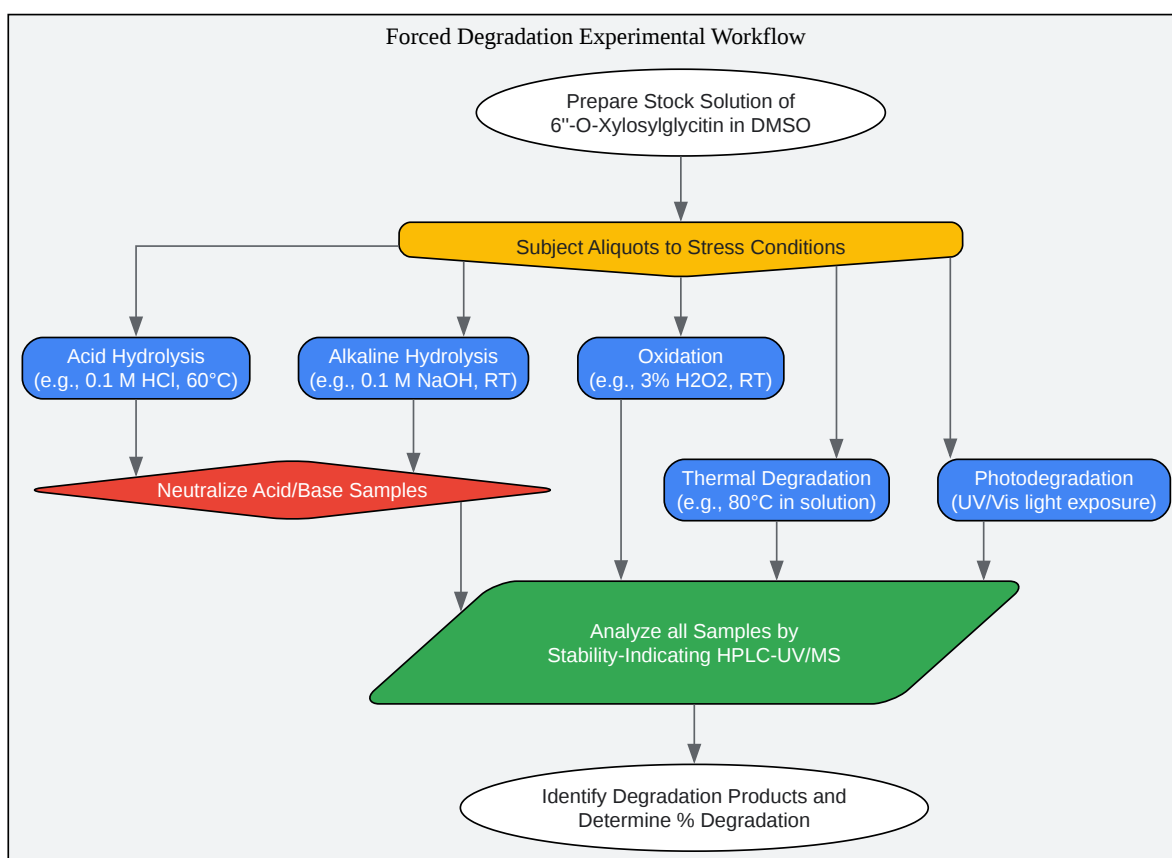 Forced Degradation Experimental Workflow
Prepare Stock Solution of
6''-O-Xylosylglycitin in DMSO
Subject Aliquots to Stress Conditions
Acid Hydrolysis
(e.g., 0.1 M HCl, 60°C)
Alkaline Hydrolysis
(e.g., 0.1 M NaOH, RT)
Oxidation
(e.g., 3% H2O2, RT)
Neutralize Acid/Base Samples
Thermal Degradation
(e.g., 80°C in solution)
Photodegradation
(UV/Vis light exposure)
Analyze all Samples by
Stability-Indicating HPLC-UV/MS
Identify Degradation Products and
Determine % Degradation